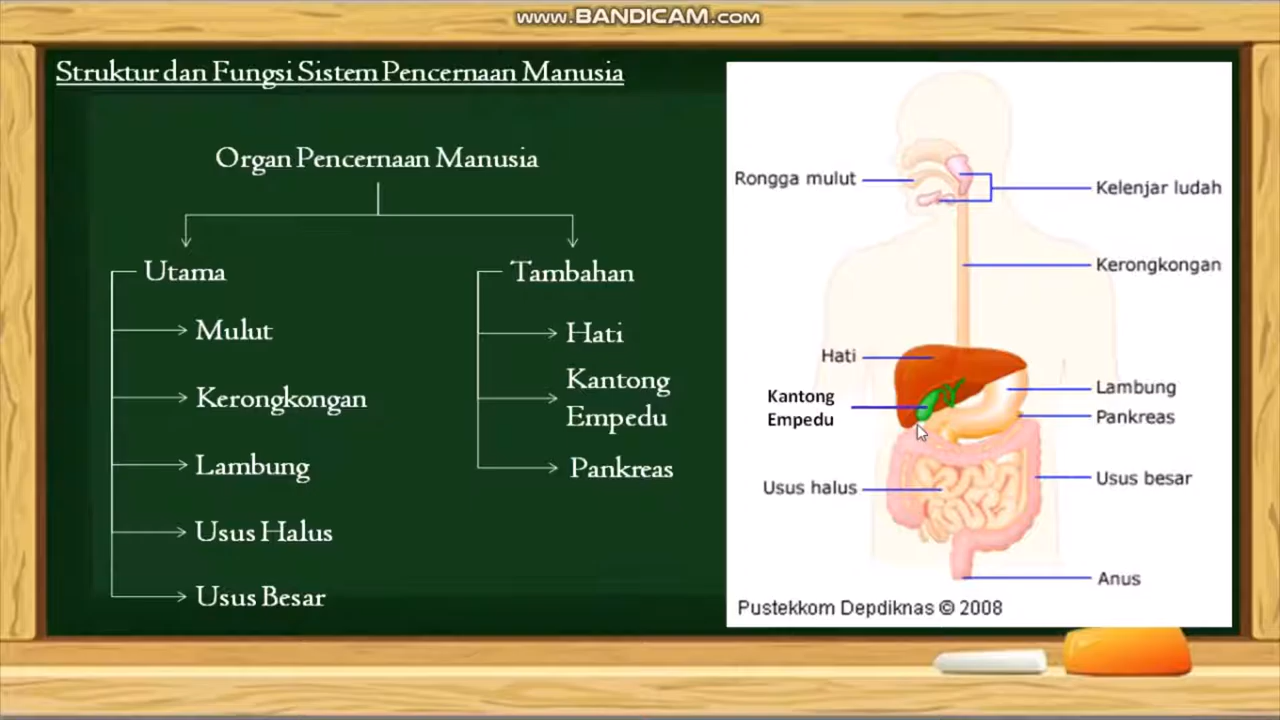 www.BANDICAM.com
Struktur dan Fungsi Sistem Pencernaan Manusia
Organ Pencernaan Manusia
Utama
Mulut
Kerongkongan
Lambung
Usus Halus
Usus Besar
Tambahan
Hati
Kantong
Empedu
Pankreas
Rongga mulut
Kelenjar ludah
Kerongkongan
Hati
Lambung
Kantong
Empedu
Pankreas
Usus halus
Usus besar
Anus
Pustekkom Depdiknas © 2008